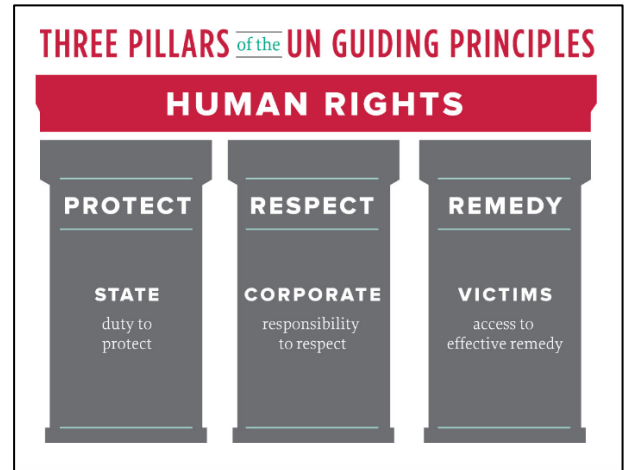 THREE PILLARS of the UN GUIDING PRINCIPLES
HUMAN RIGHTS
PROTECT
STATE
duty to
protect
RESPECT
CORPORATE
responsibility
to respect
REMEDY
VICTIMS
access to
effective remedy